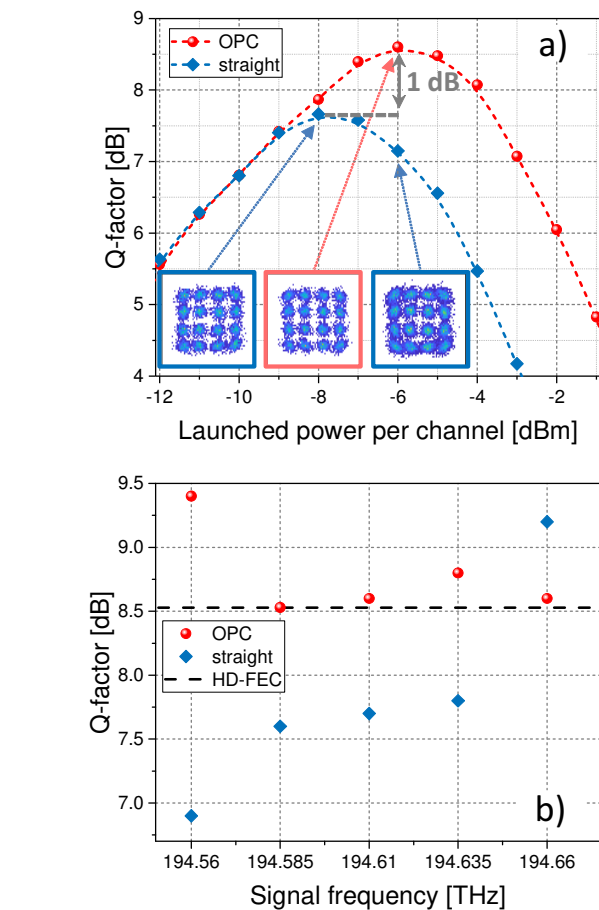 9
8
7
6
5
4
Q-factor [dB]
OPC
straight
a)
1 dB
-12 -10 -8 -6 -4 -2
Launched power per channel [dBm]
9.5
9.0
8.5
8.0
7.5
7.0
Q-factor [dB]
OPC
straight
HD-FEC
b)
194.56 194.585 194.61 194.635 194.66
Signal frequency [THz]